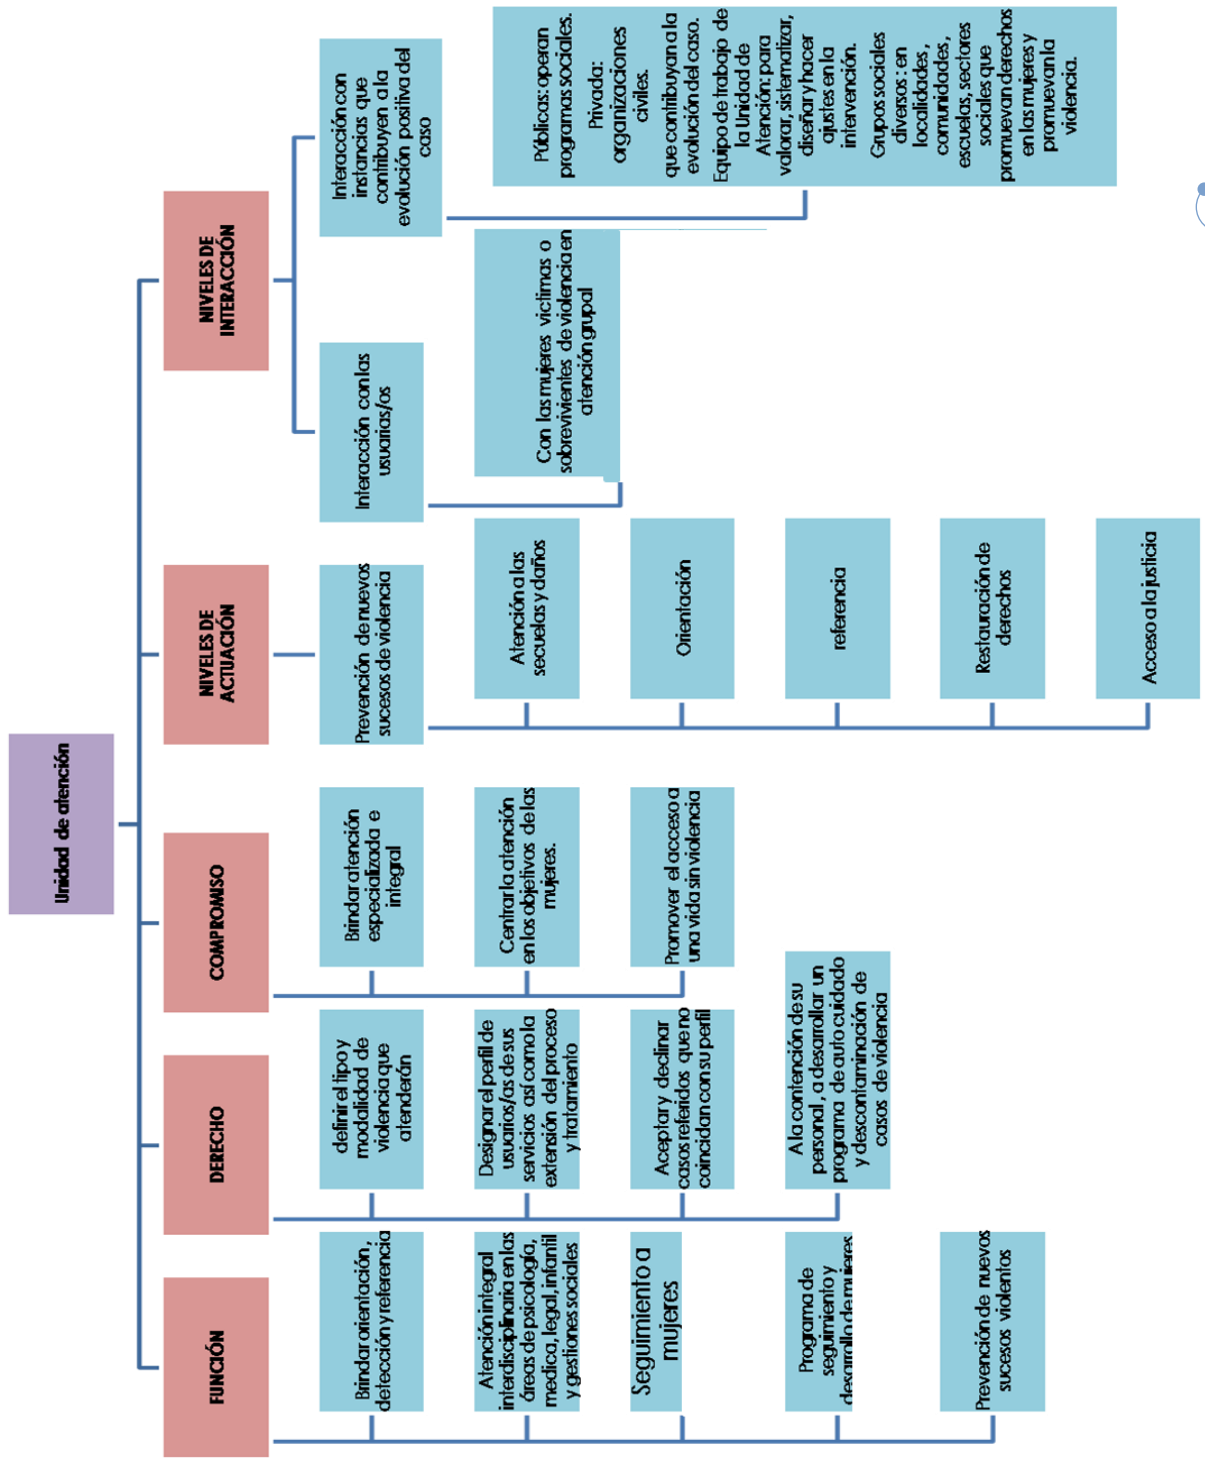 Unidad de atención
FUNCIÓN
Brindar orientación,
detección y referencia
Atención integral
interdisciplinaria en las
áreas de psicología,
medica, legal, infantil
y gestiones sociales
Seguimiento a
mujeres
Programa de
seguimiento y
desarrollo de mujeres
Prevención de nuevos
sucesos violentos
DERECHO
definir el tipo y
modalidad de
violencia que
atenderán
Designar el perfil de
usuarios/as de sus
servicios así como la
extensión del proceso
y tratamiento
Aceptar y declinar
casos referidos que no
coincidan con su perfil
A la contención de su
personal, a desarrollar un
programa de auto cuidado
y descontaminación de
casos de violencia
COMPROMISO
Brindar atención
especializada e
integral
Centrar la atención
en los objetivos de las
mujeres.
Promover el acceso a
una vida sin violencia
NIVELES DE
ACTUACIÓN
Prevención de nuevos
sucesos de violencia
Atención a las
secuelas y daños
Orientación
referencia
Restauración de
derechos
Acceso a la justicia
NIVELES DE
INTERACCIÓN
Interacción con las
usuarias/os
Con las mujeres victimas o
sobrevivientes de violencia en
atención grupal
Interacción con
instancias que
contribuyen a la
evolución positiva del
caso
Públicas: operan
programas sociales.
Privada:
organizaciones
civiles.
que contribuyan a la
evolución del caso.
Equipo de trabajo de
la Unidad de
Atención: para
valorar, sistematizar,
diseñar y hacer
ajustes en la
intervención.
Grupos sociales
diversos : en
localidades,
comunidades,
escuelas, sectores
sociales que
promuevan derechos
en las mujeres y
promuevan la
violencia.